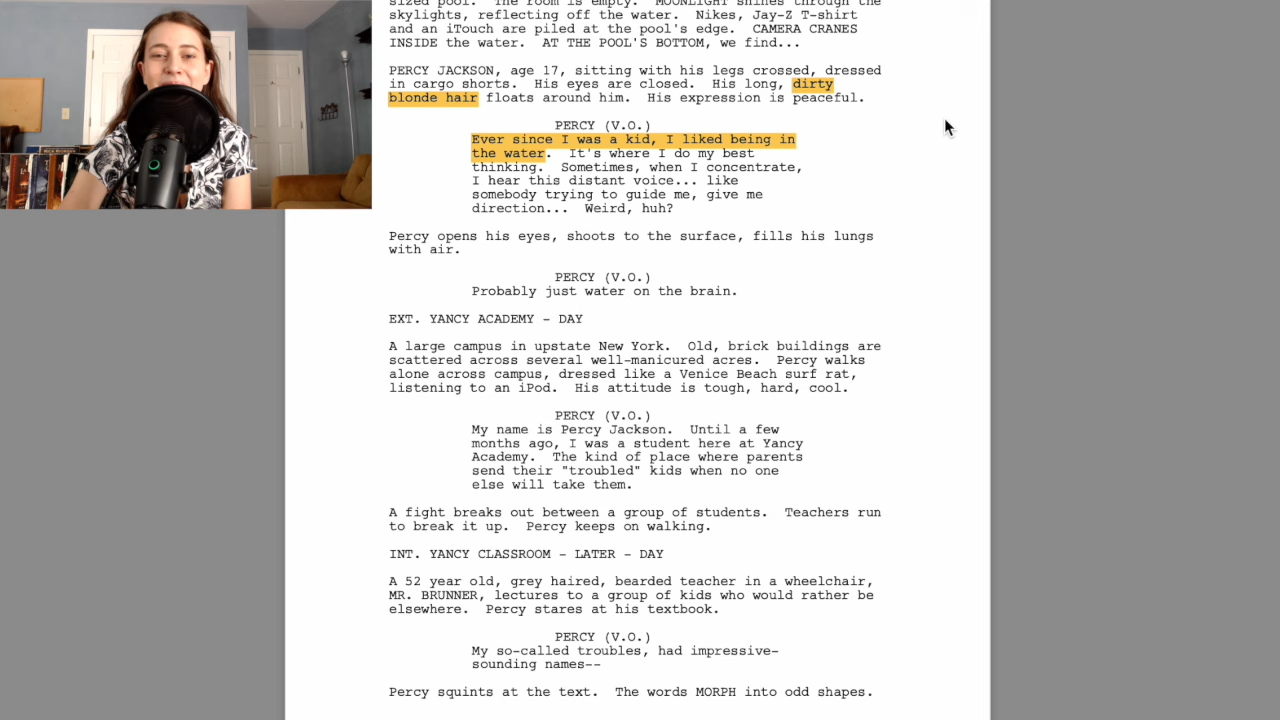 sized pool. The room is empty. MOONLIGHT shines through the
skylights, reflecting off the water. Nikes, Jay-Z T-shirt
and an iTouch are piled at the pool's edge. CAMERA CRANES
INSIDE the water. AT THE POOL'S BOTTOM, we find...
PERCY JACKSON, age 17, sitting with his legs crossed, dressed
in cargo shorts. His eyes are closed. His long, dirty
blonde hair floats around him. His expression is peaceful.
PERCY (V.O.)
Ever since I was a kid, I liked being in
the water. It's where I do my best
thinking. Sometimes, when I concentrate,
I hear this distant voice... like
somebody trying to guide me, give me
direction... Weird, huh?
Percy opens his eyes, shoots to the surface, fills his lungs
with air.
PERCY (V.O.)
Probably just water on the brain.
EXT. YANCY ACADEMY - DAY
A large campus in upstate New York. Old, brick buildings are
scattered across several well-manicured acres. Percy walks
alone across campus, dressed like a Venice Beach surf rat,
listening to an iPod. His attitude is tough, hard, cool.
PERCY (V.O.)
My name is Percy Jackson. Until a few
months ago, I was a student here at Yancy
Academy. The kind of place where parents
send their "troubled" kids when no one
else will take them.
A fight breaks out between a group of students. Teachers run
to break it up. Percy keeps on walking.
INT. YANCY CLASSROOM - LATER - DAY
A 52 year old, grey haired, bearded teacher in a wheelchair,
MR. BRUNNER, lectures to a group of kids who would rather be
elsewhere. Percy stares at his textbook.
PERCY (V.O.)
My so-called troubles, had impressive-
sounding names--
Percy squints at the text. The words MORPH into odd shapes.